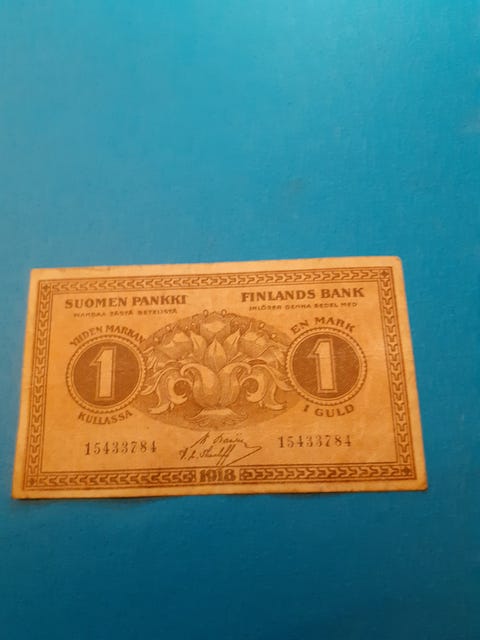 SUOMEN PANKKI
MAKSAA TÄSTÄ SETELISTÄ
FINLANDS BANK
INLÖSER DENNA SEDEL MED
YHDEN MARKAN
1
KULLASSA
EN MARK
1
I GULD
15433784
15433784
1918